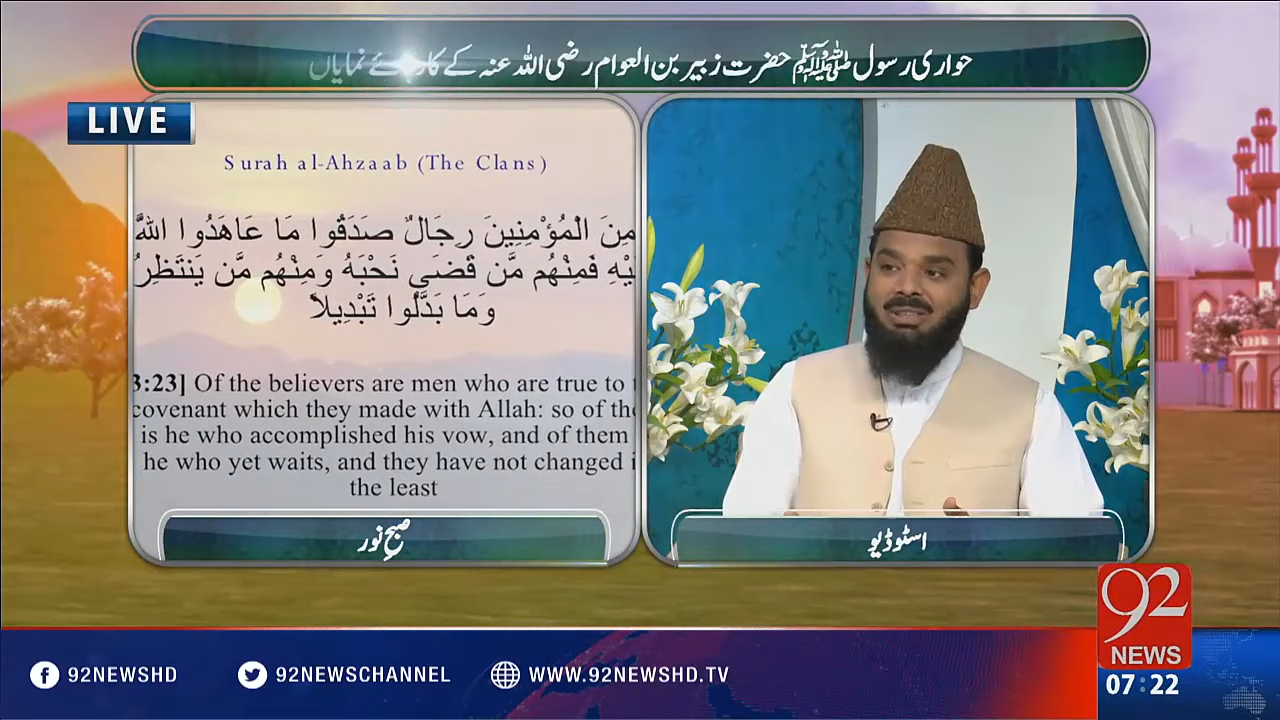 حواری رسول ﷺ حضرت زبیر بن العوام رضی اللہ عنہ کے نمایاں
LIVE
Surah al-Ahzaab (The Clans)
مِنَ الْمُؤْمِنِينَ رِجَالٌ صَدَقُوا مَا عَاهَدُوا اللَّهَ
يْهِ فَمِنْهُم مَّن قَضَى نَحْبَهُ وَمِنْهُم مَّن يَنتَظِرُ
وَمَا بَدَّلُوا تَبْدِيلاً
3:23] Of the believers are men who are true to
covenant which they made with Allah: so of the
is he who accomplished his vow, and of them
he who yet waits, and they have not changed
the least
صبحِ نور
اسٹوڈیو
92
NEWS
07:22
92NEWSHD
92NEWSCHANNEL
WWW.92NEWSHD.TV